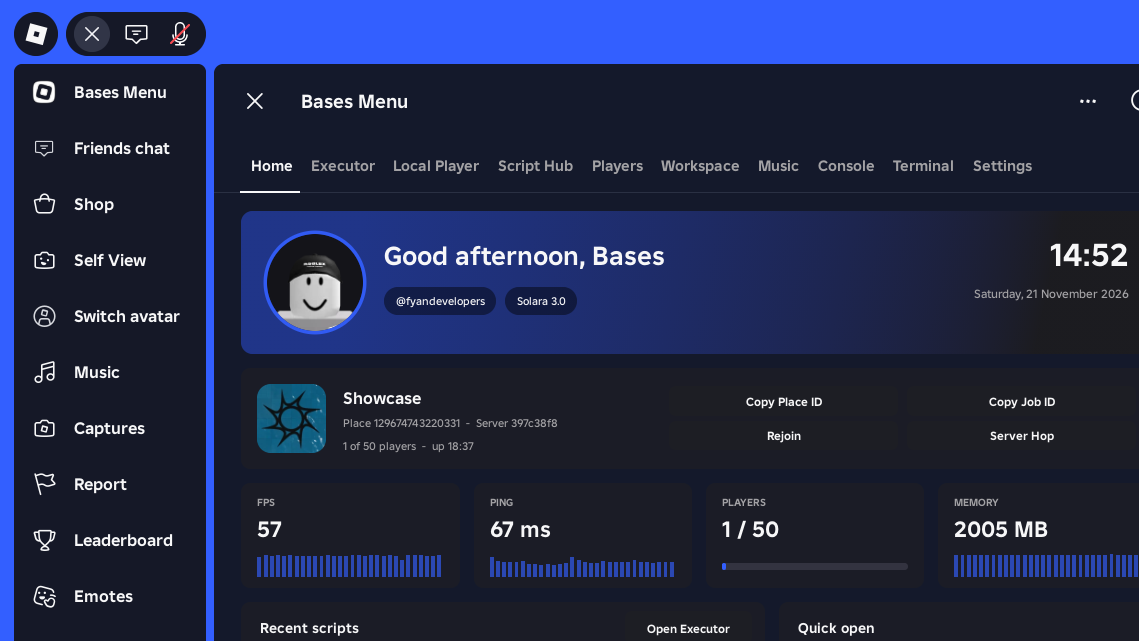 Bases Menu
Friends chat
Shop
Self View
Switch avatar
Music
Captures
Report
Leaderboard
Emotes
Bases Menu
Home Executor Local Player Script Hub Players Workspace Music Console Terminal Settings
Good afternoon, Bases
@fyandevelopers Solara 3.0
14:52
Saturday, 21 November 2026
Showcase
Place 129674743220331 - Server 397c38f8
1 of 50 players - up 18:37
Copy Place ID Copy Job ID
Rejoin Server Hop
FPS
57
PING
67 ms
PLAYERS
1 / 50
MEMORY
2005 MB
Recent scripts Open Executor
Quick open